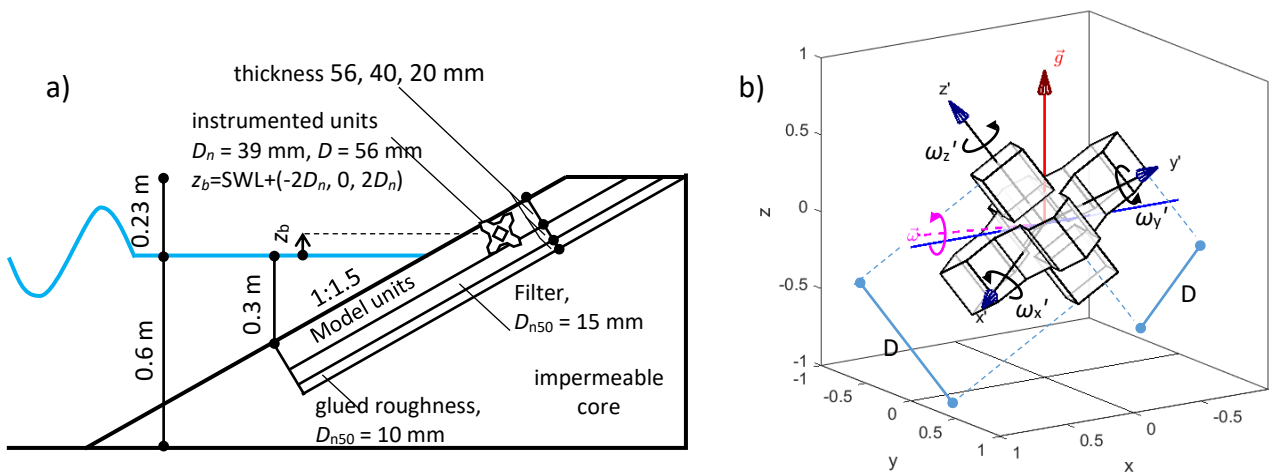 a)
thickness 56, 40, 20 mm
instrumented units
Dn = 39 mm, D = 56 mm
zb=SWL+(-2Dn, 0, 2Dn)
0.23 m
zb
0.3 m
0.6 m
1:1.5
Model units
Filter,
Dn50 = 15 mm
impermeable
core
glued roughness,
Dn50 = 10 mm
b)
1
0.5
0
-0.5
-1
z
g⃗
z'
ωz'
y'
ωy'
ω⃗
x'
ωx'
D
D
-1
-0.5
0
0.5
1
y
1
0.5
0
-0.5
x